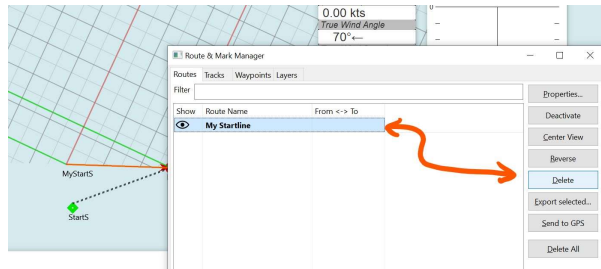 0.00 kts
0
True Wind Angle
70°←
Route & Mark Manager
Routes Tracks Waypoints Layers
Filter
Properties...
Show Route Name From <-> To
Deactivate
My Startline
Center View
Reverse
MyStartS
Delete
Export selected...
StartS
Send to GPS
Delete All